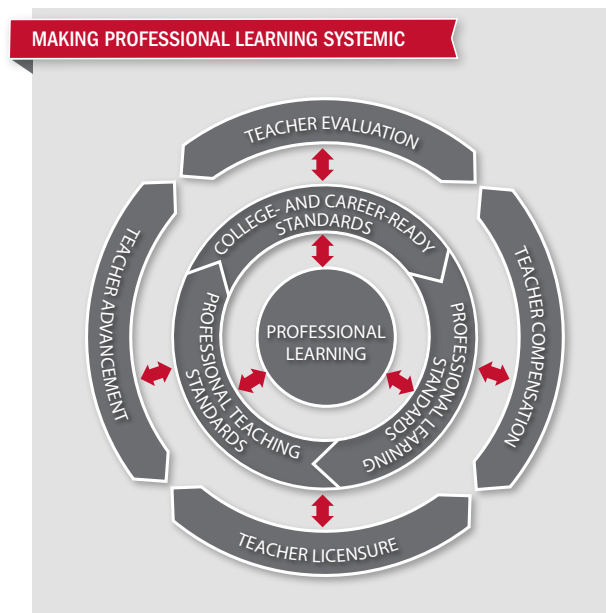 MAKING PROFESSIONAL LEARNING SYSTEMIC
TEACHER EVALUATION
COLLEGE- AND CAREER-READY
STANDARDS
TEACHER ADVANCEMENT
PROFESSIONAL TEACHING
STANDARDS
PROFESSIONAL
LEARNING
PROFESSIONAL LEARNING
STANDARDS
TEACHER COMPENSATION
TEACHER LICENSURE